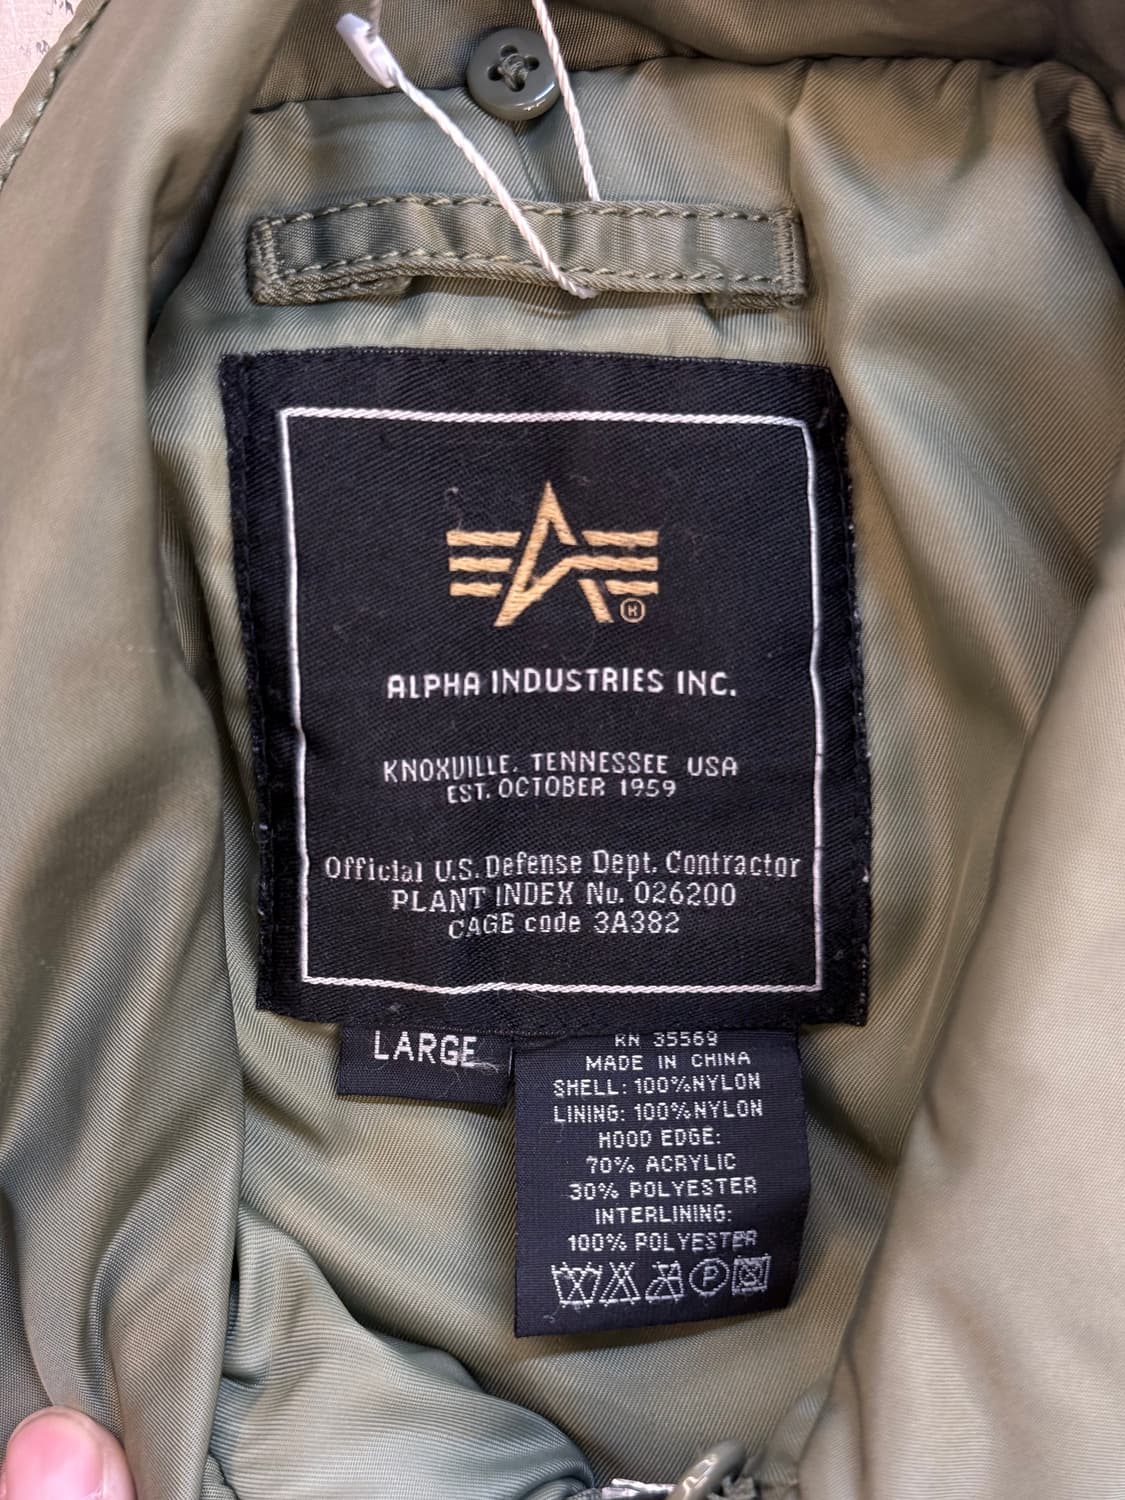 ALPHA INDUSTRIES INC.
KNOXVILLE, TENNESSEE USA
EST. OCTOBER 1959
Official U.S. Defense Dept. Contractor
PLANT INDEX No. 026200
CAGE code 3A382
LARGE
RN 35569
MADE IN CHINA
SHELL: 100%NYLON
LINING: 100%NYLON
HOOD EDGE:
70% ACRYLIC
30% POLYESTER
INTERLINING:
100% POLYESTER
P